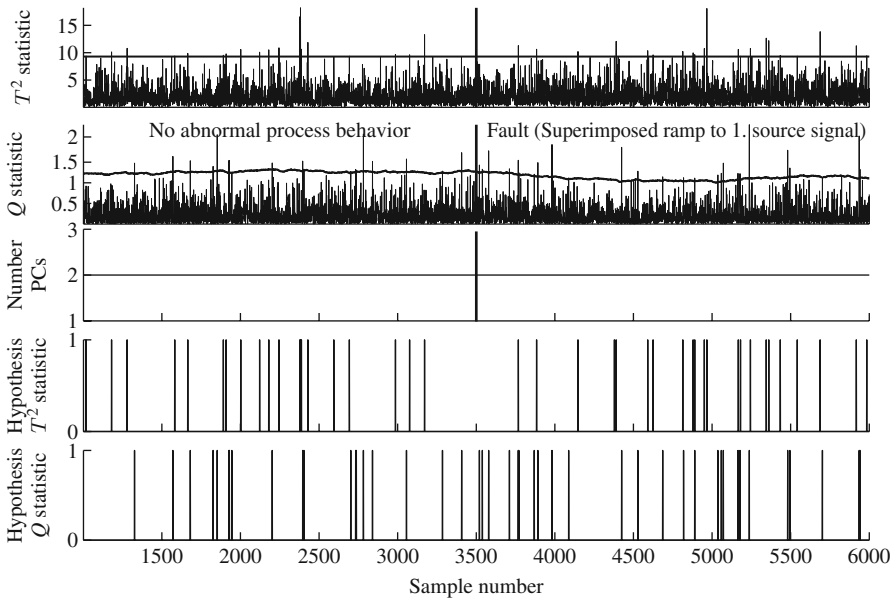 15
10
5
T² statistic
No abnormal process behavior
Fault (Superimposed ramp to 1. source signal)
2
1.5
1
0.5
Q statistic
3
2
1
Number
PCs
1
0
Hypothesis
T² statistic
1
0
Hypothesis
Q statistic
1500 2000 2500 3000 3500 4000 4500 5000 5500 6000
Sample number